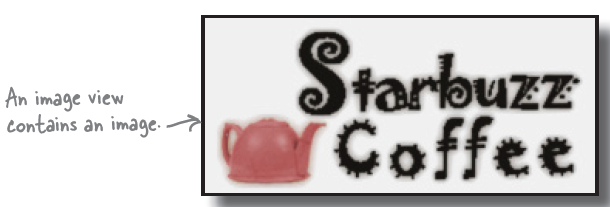 An image view
contains an image.
Starbuzz
Coffee